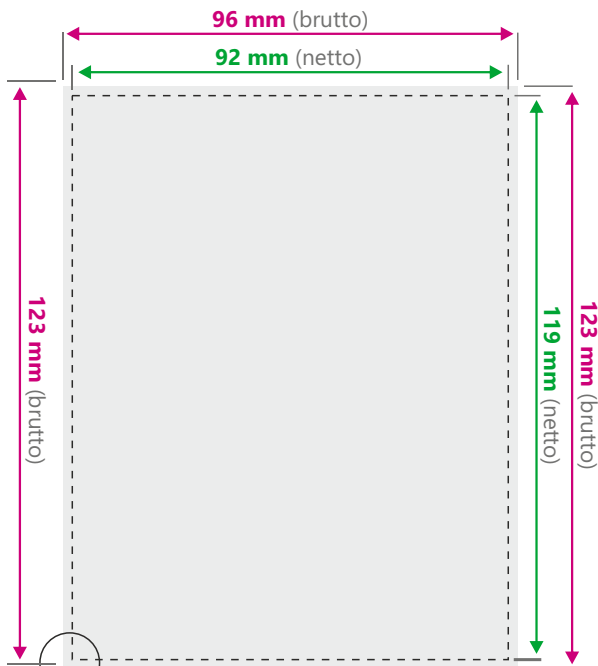 96 mm (brutto)
92 mm (netto)
123 mm (brutto)
119 mm (netto)
123 mm (brutto)